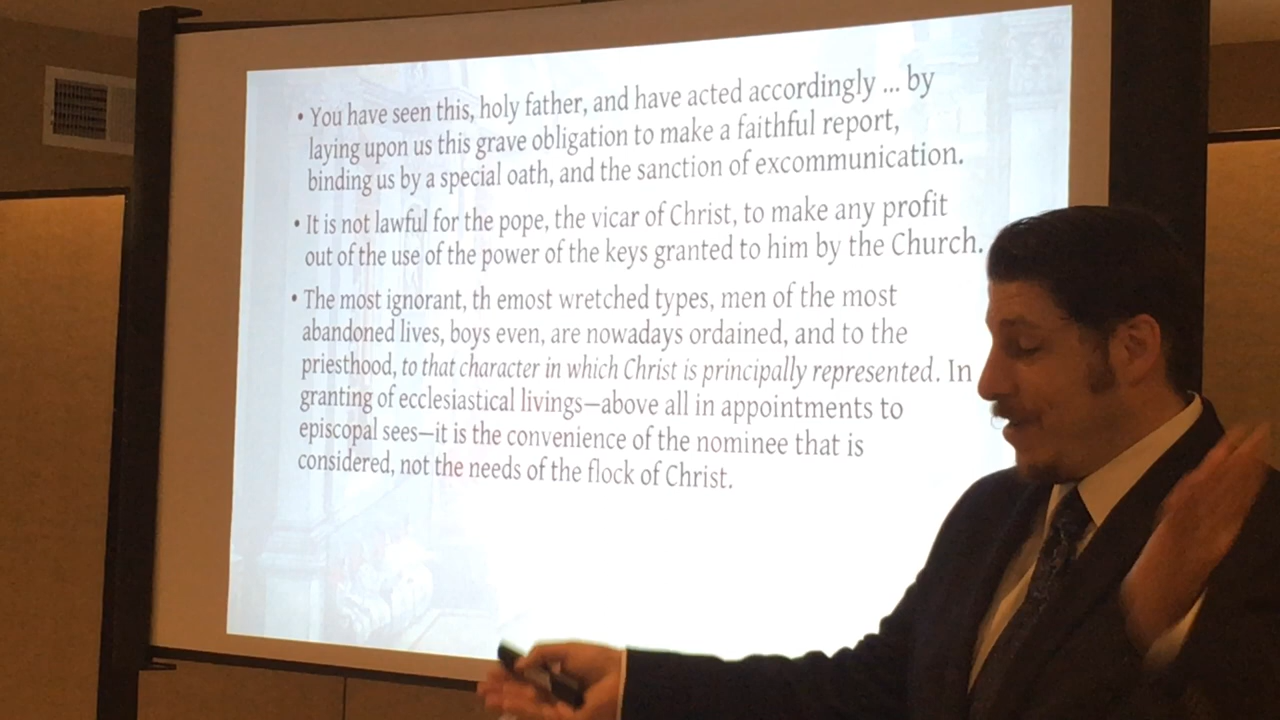 • You have seen this, holy father, and have acted accordingly ... by
laying upon us this grave obligation to make a faithful report,
binding us by a special oath, and the sanction of excommunication.
• It is not lawful for the pope, the vicar of Christ, to make any profit
out of the use of the power of the keys granted to him by the Church.
• The most ignorant, th emost wretched types, men of the most
abandoned lives, boys even, are nowadays ordained, and to the
priesthood, to that character in which Christ is principally represented. In
granting of ecclesiastical livings—above all in appointments to
episcopal sees—it is the convenience of the nominee that is
considered, not the needs of the flock of Christ.